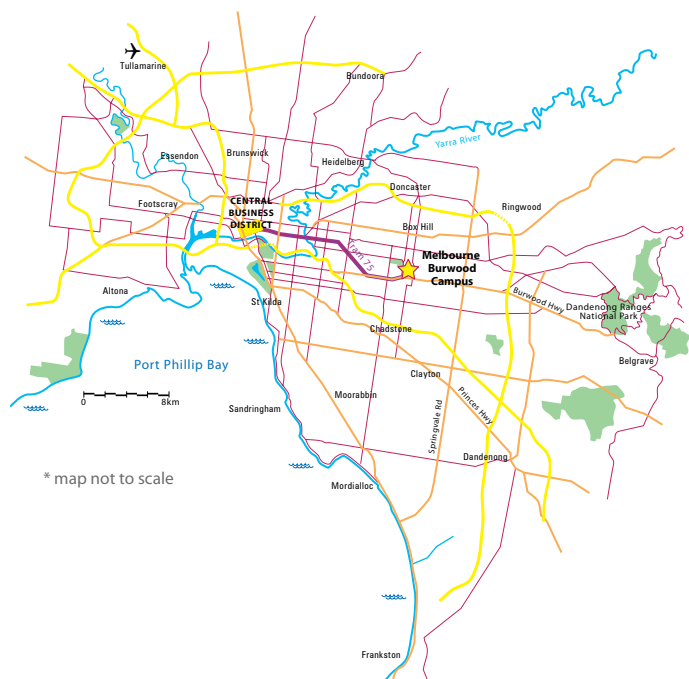 Tullamarine
Bundoora
Yarra River
Essendon
Brunswick
Heidelberg
Doncaster
Footscray
CENTRAL
BUSINESS
DISTRICT
Ringwood
Box Hill
Tram 75
Melbourne
Burwood
Campus
Altona
St Kilda
Burwood Hwy
Dandenong Ranges
National Park
Chadstone
Port Phillip Bay
Belgrave
Clayton
0
8km
Moorabbin
Princes Hwy
Sandringham
Springvale Rd
Dandenong
* map not to scale
Mordialloc
Frankston